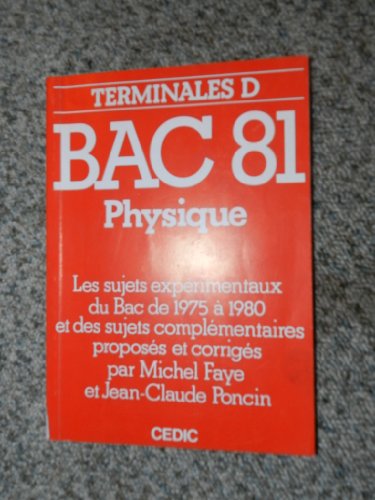 TERMINALES D
BAC 81
Physique
Les sujets expérimentaux
du Bac de 1975 à 1980
et des sujets complémentaires
proposés et corrigés
par Michel Faye
et Jean-Claude Poncin
CEDIC